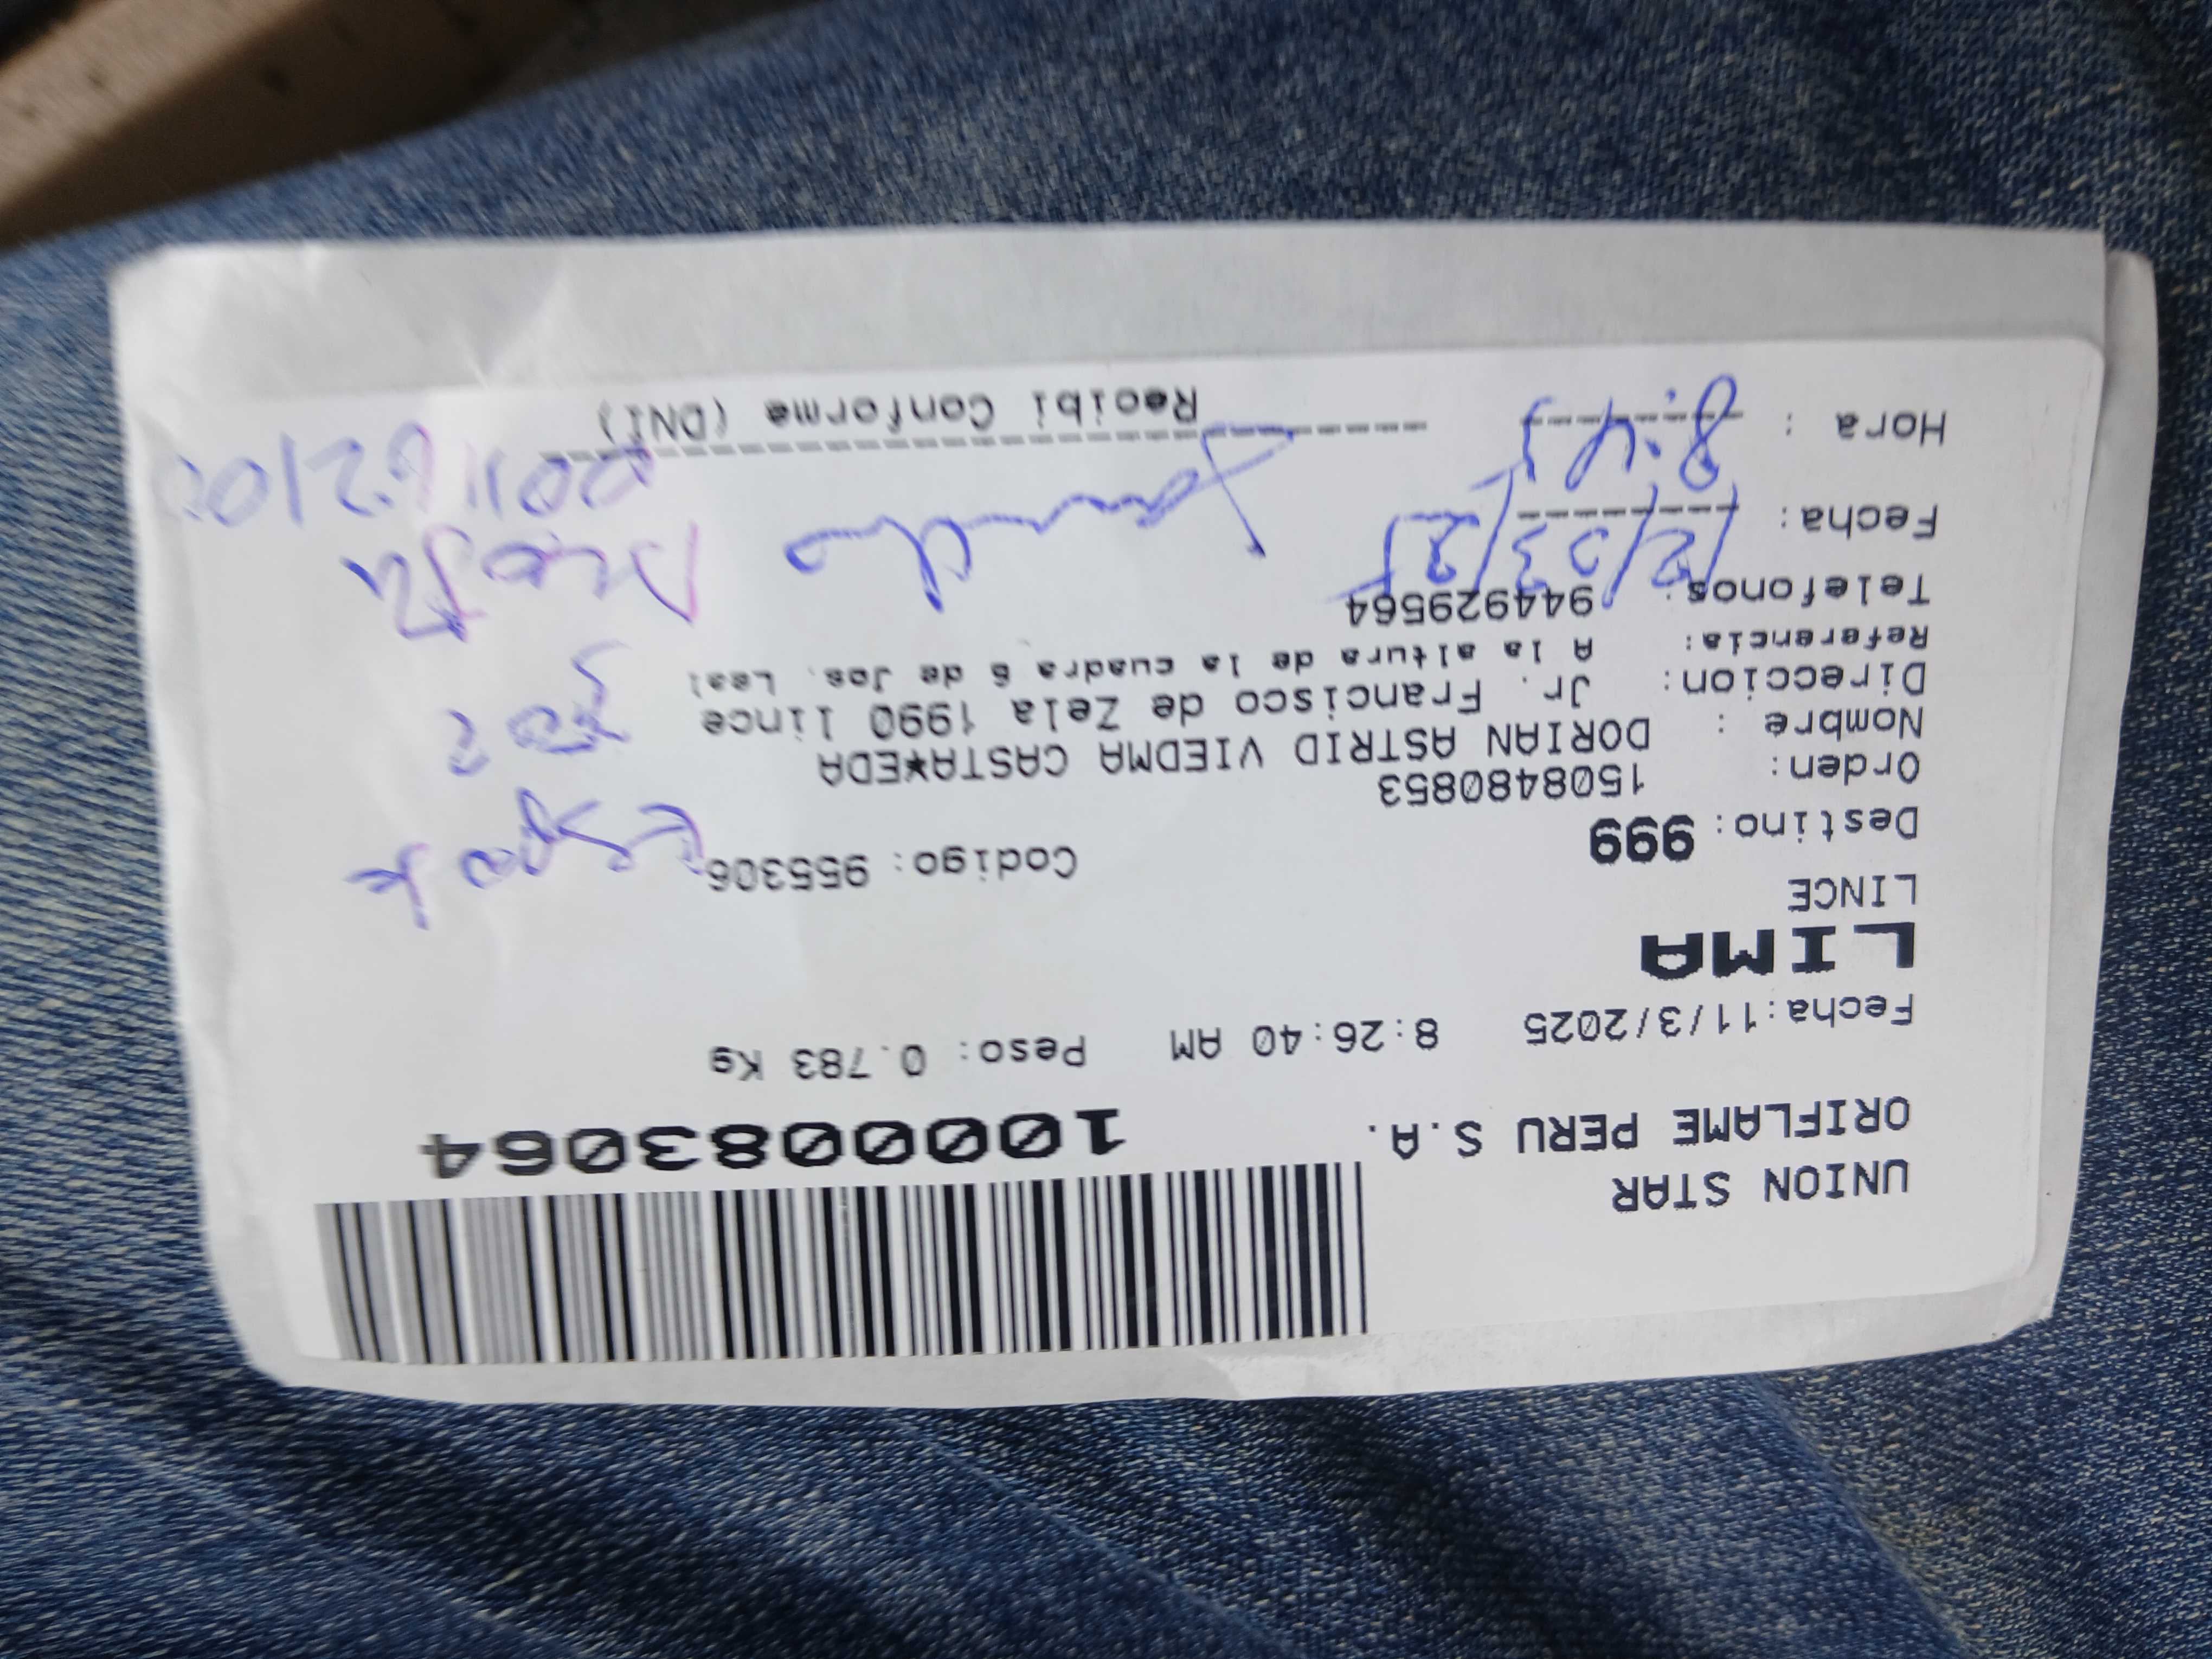 UNION STAR
ORIFLAME PERU S.A.
1000083064
Fecha:11/3/2025 8:26:40 AM Peso: 0.783 Kg
LIMA
LINCE
Destino: 999 Codigo: 955306
Orden: 1508480853
Nombre : DORIAN ASTRID VIEDMA CASTA*EDA
Direccion: Jr. Francisco de Zela 1990 lince
Referencia: A la altura de la cuadra 6 de Jos. Leal
Telefonos: 944929564
Fecha: 12/03/25
Hora : 8:45
Recibi Conforme (DNI)
001162100